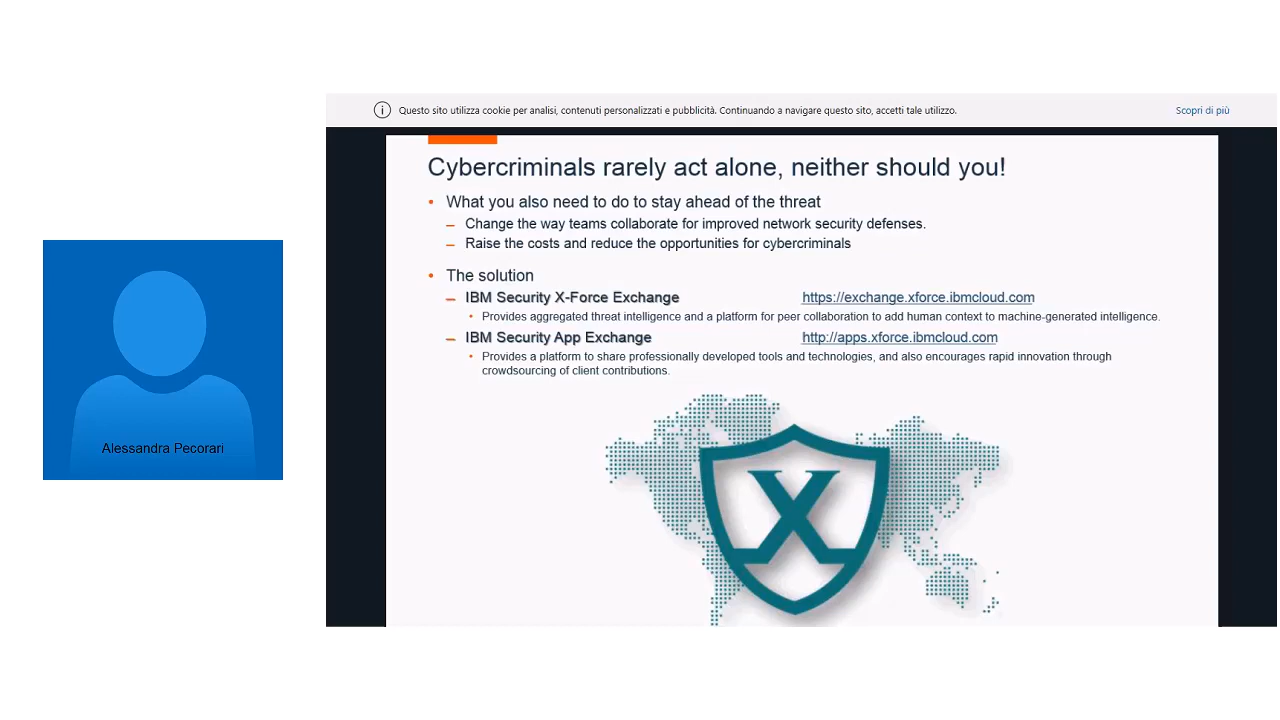 Questo sito utilizza cookie per analisi, contenuti personalizzati e pubblicità. Continuando a navigare questo sito, accetti tale utilizzo. Scopri di più
Cybercriminals rarely act alone, neither should you!
• What you also need to do to stay ahead of the threat
– Change the way teams collaborate for improved network security defenses.
– Raise the costs and reduce the opportunities for cybercriminals
• The solution
– IBM Security X-Force Exchange https://exchange.xforce.ibmcloud.com
• Provides aggregated threat intelligence and a platform for peer collaboration to add human context to machine-generated intelligence.
– IBM Security App Exchange http://apps.xforce.ibmcloud.com
• Provides a platform to share professionally developed tools and technologies, and also encourages rapid innovation through
crowdsourcing of client contributions.
X
Alessandra Pecorari